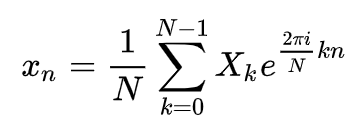 x_n = \frac{1}{N} \sum_{k=0}^{N-1} X_k e^{\frac{2\pi i}{N} kn}